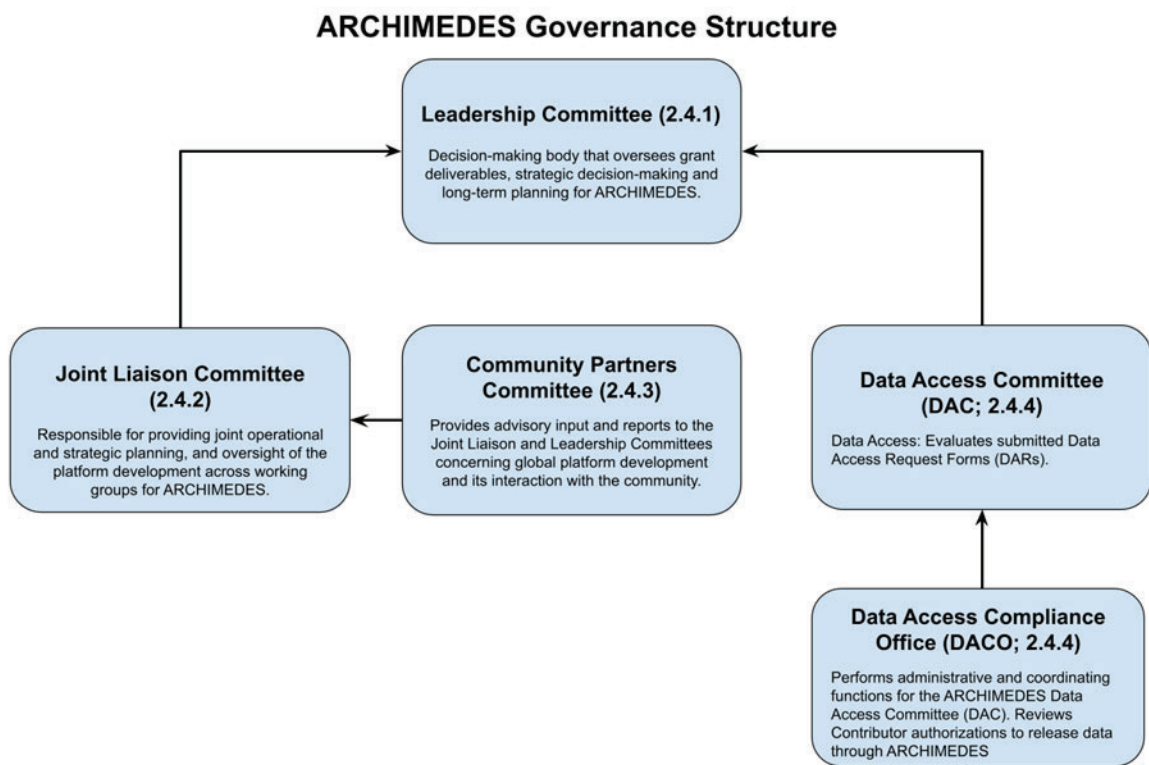 ARCHIMEDES Governance Structure
Leadership Committee (2.4.1)
Decision-making body that oversees grant
deliverables, strategic decision-making and
long-term planning for ARCHIMEDES.
Joint Liaison Committee
(2.4.2)
Responsible for providing joint operational
and strategic planning, and oversight of the
platform development across working
groups for ARCHIMEDES.
Community Partners
Committee (2.4.3)
Provides advisory input and reports to the
Joint Liaison and Leadership Committees
concerning global platform development
and its interaction with the community.
Data Access Committee
(DAC; 2.4.4)
Data Access: Evaluates submitted Data
Access Request Forms (DARs).
Data Access Compliance
Office (DACO; 2.4.4)
Performs administrative and coordinating
functions for the ARCHIMEDES Data
Access Committee (DAC). Reviews
Contributor authorizations to release data
through ARCHIMEDES